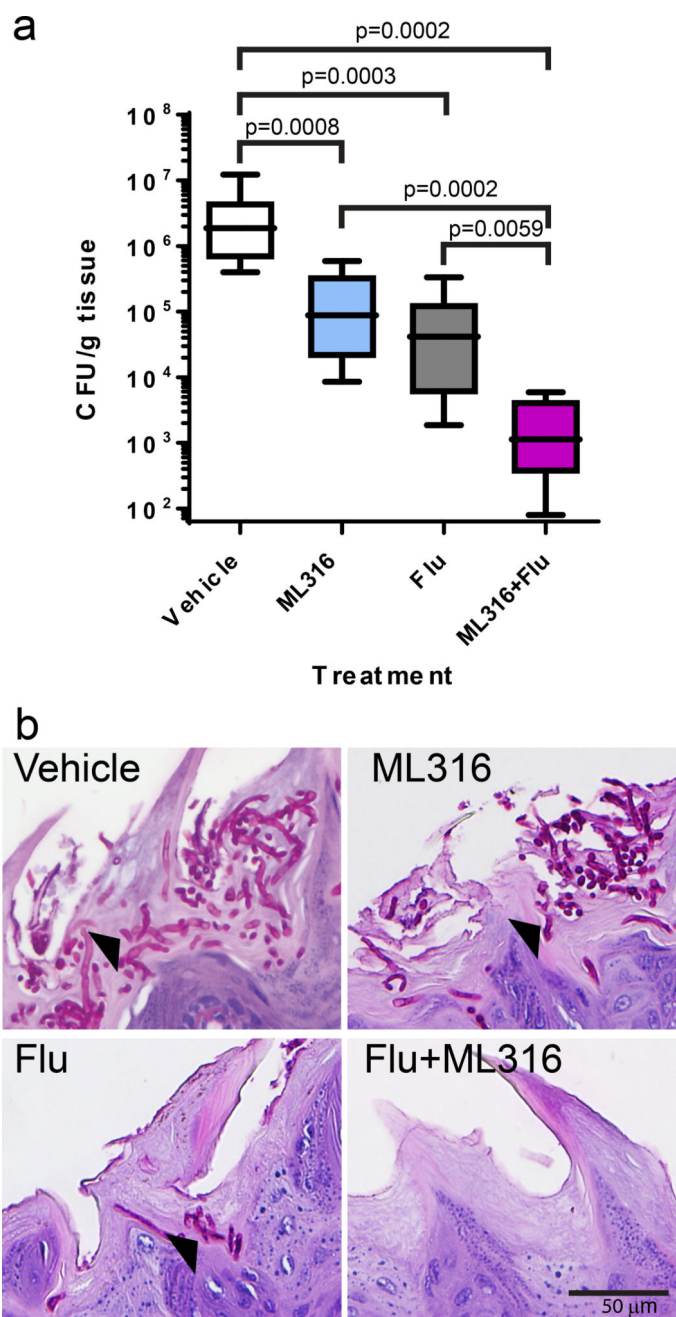 a
p=0.0002
p=0.0003
p=0.0008
p=0.0002
p=0.0059
10^8
10^7
10^6
10^5
10^4
10^3
10^2
CFU/g tissue
Vehicle
ML316
Flu
ML316+Flu
Treatment
b
Vehicle
ML316
Flu
Flu+ML316
50 µm